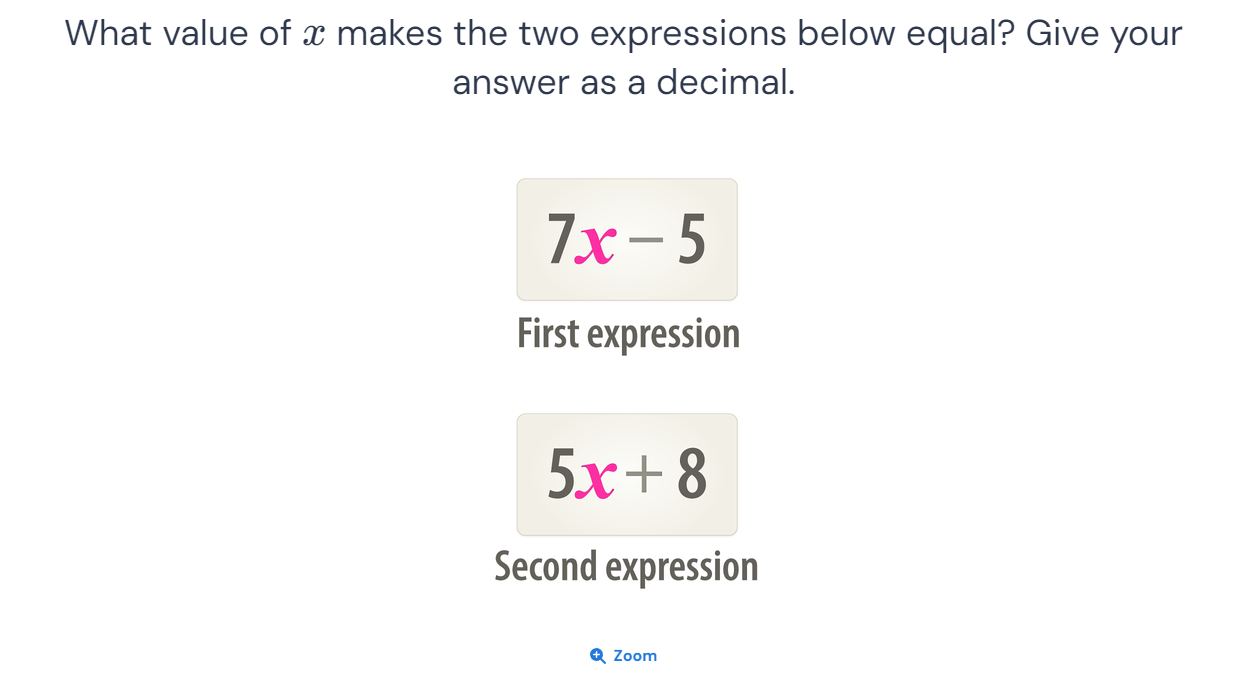 What value of x makes the two expressions below equal? Give your
answer as a decimal.
7x − 5
First expression
5x + 8
Second expression
Zoom